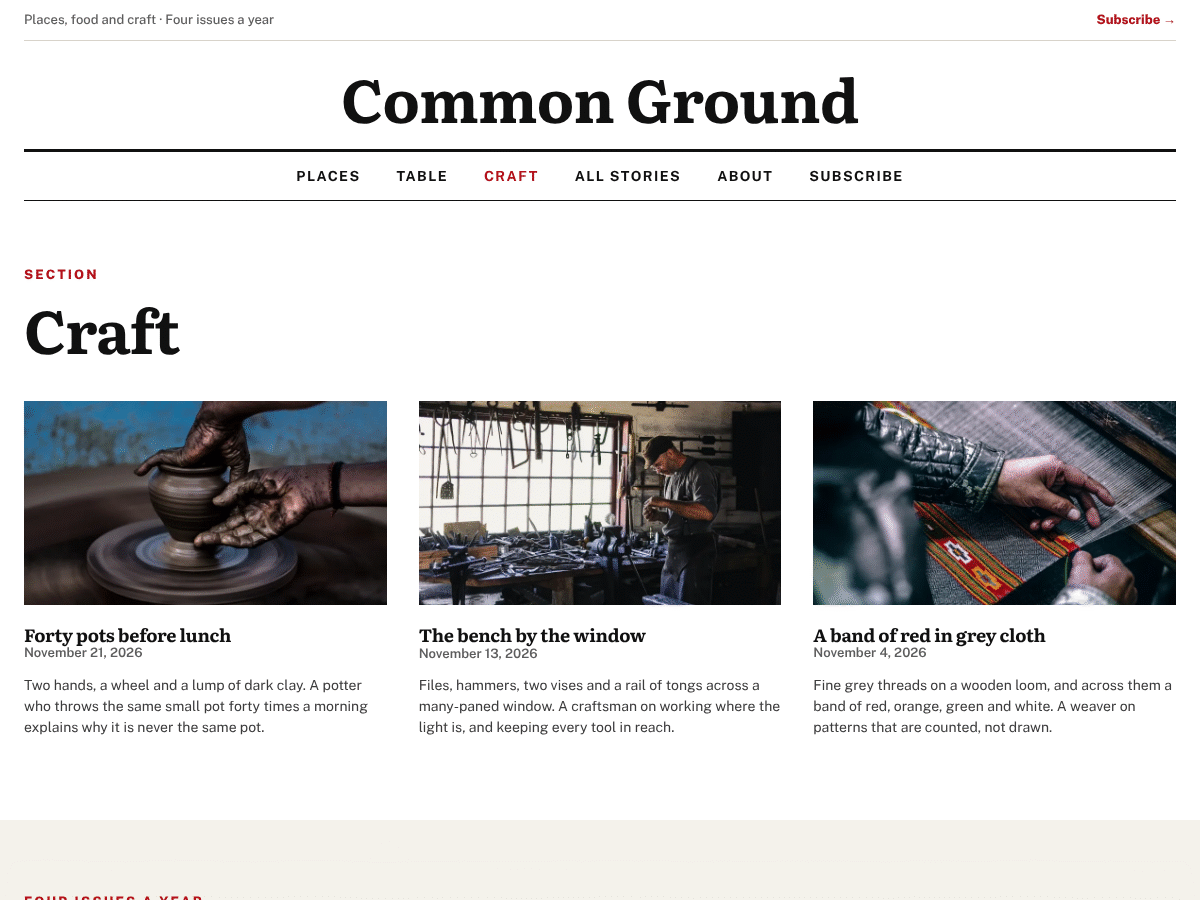 Places, food and craft · Four issues a year
Subscribe →
Common Ground
PLACES TABLE CRAFT ALL STORIES ABOUT SUBSCRIBE
SECTION
Craft
Forty pots before lunch
November 21, 2026
Two hands, a wheel and a lump of dark clay. A potter
who throws the same small pot forty times a morning
explains why it is never the same pot.
The bench by the window
November 13, 2026
Files, hammers, two vises and a rail of tongs across a
many-paned window. A craftsman on working where the
light is, and keeping every tool in reach.
A band of red in grey cloth
November 4, 2026
Fine grey threads on a wooden loom, and across them a
band of red, orange, green and white. A weaver on
patterns that are counted, not drawn.
FOUR ISSUES A YEAR